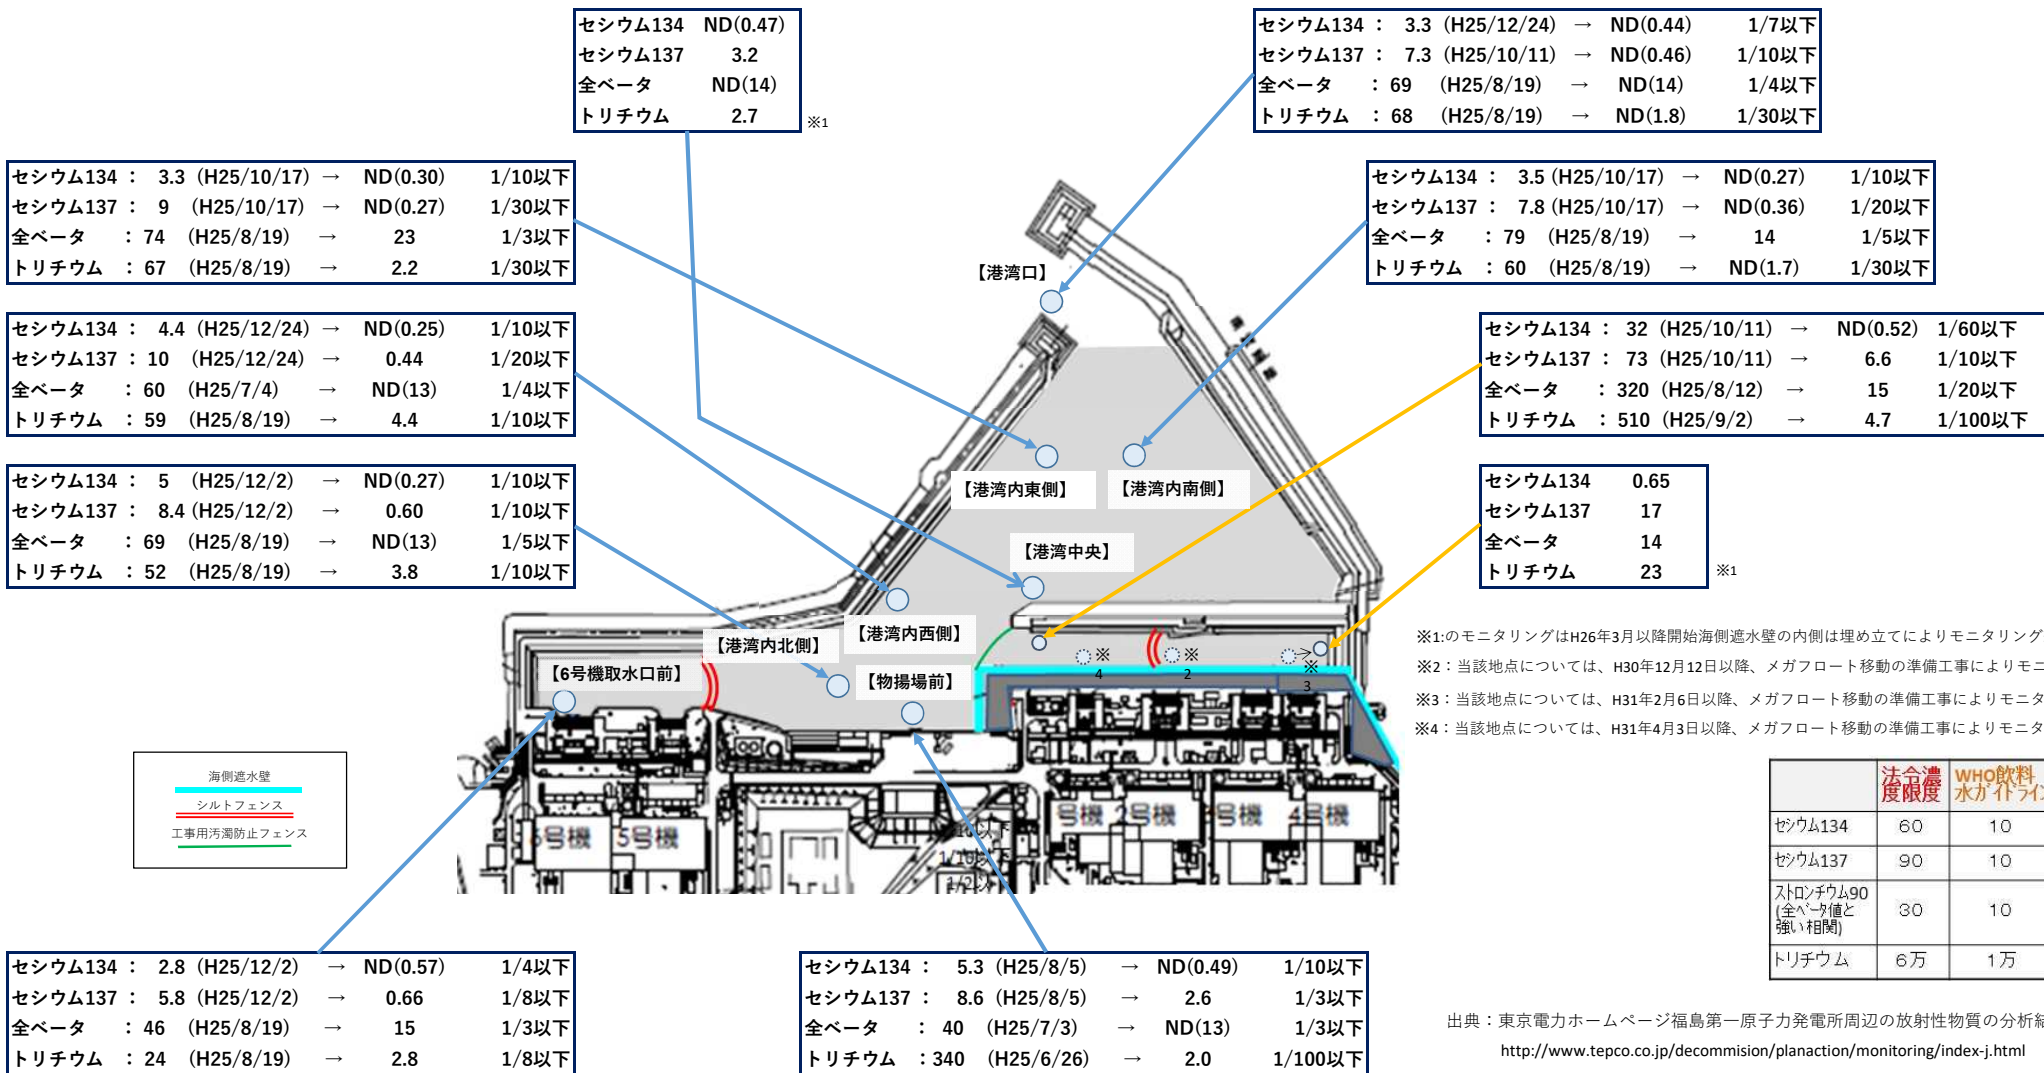 セシウム134 ND(0.47)
セシウム137 3.2
全ベータ ND(14)
トリチウム 2.7
※1
セシウム134 : 3.3 (H25/12/24) → ND(0.44) 1/7以下
セシウム137 : 7.3 (H25/10/11) → ND(0.46) 1/10以下
全ベータ : 69 (H25/8/19) → ND(14) 1/4以下
トリチウム : 68 (H25/8/19) → ND(1.8) 1/30以下
セシウム134 : 3.3 (H25/10/17) → ND(0.30) 1/10以下
セシウム137 : 9 (H25/10/17) → ND(0.27) 1/30以下
全ベータ : 74 (H25/8/19) → 23 1/3以下
トリチウム : 67 (H25/8/19) → 2.2 1/30以下
セシウム134 : 3.5 (H25/10/17) → ND(0.27) 1/10以下
セシウム137 : 7.8 (H25/10/17) → ND(0.36) 1/20以下
全ベータ : 79 (H25/8/19) → 14 1/5以下
トリチウム : 60 (H25/8/19) → ND(1.7) 1/30以下
セシウム134 : 4.4 (H25/12/24) → ND(0.25) 1/10以下
セシウム137 : 10 (H25/12/24) → 0.44 1/20以下
全ベータ : 60 (H25/7/4) → ND(13) 1/4以下
トリチウム : 59 (H25/8/19) → 4.4 1/10以下
セシウム134 : 32 (H25/10/11) → ND(0.52) 1/60以下
セシウム137 : 73 (H25/10/11) → 6.6 1/10以下
全ベータ : 320 (H25/8/12) → 15 1/20以下
トリチウム : 510 (H25/9/2) → 4.7 1/100以下
セシウム134 : 5 (H25/12/2) → ND(0.27) 1/10以下
セシウム137 : 8.4 (H25/12/2) → 0.60 1/10以下
全ベータ : 69 (H25/8/19) → ND(13) 1/5以下
トリチウム : 52 (H25/8/19) → 3.8 1/10以下
セシウム134 0.65
セシウム137 17
全ベータ 14
トリチウム 23
※1
【港湾口】
【港湾内東側】
【港湾内南側】
【港湾中央】
【港湾内西側】
【港湾内北側】
【物揚場前】
【6号機取水口前】
※4
※2
※3
※1:のモニタリングはH26年3月以降開始海側遮水壁の内側は埋め立てによりモニタリング
※2：当該地点については、H30年12月12日以降、メガフロート移動の準備工事によりモニ
※3：当該地点については、H31年2月6日以降、メガフロート移動の準備工事によりモニタ
※4：当該地点については、H31年4月3日以降、メガフロート移動の準備工事によりモニタ
海側遮水壁
シルトフェンス
工事用汚濁防止フェンス
6号機
5号機
号機
2号機
号機
4号機
法令濃度限度 WHO飲料水ガイドライン
セシウム134 60 10
セシウム137 90 10
ストロンチウム90(全ベータ値と強い相関) 30 10
トリチウム 6万 1万
セシウム134 : 2.8 (H25/12/2) → ND(0.57) 1/4以下
セシウム137 : 5.8 (H25/12/2) → 0.66 1/8以下
全ベータ : 46 (H25/8/19) → 15 1/3以下
トリチウム : 24 (H25/8/19) → 2.8 1/8以下
セシウム134 : 5.3 (H25/8/5) → ND(0.49) 1/10以下
セシウム137 : 8.6 (H25/8/5) → 2.6 1/3以下
全ベータ : 40 (H25/7/3) → ND(13) 1/3以下
トリチウム : 340 (H25/6/26) → 2.0 1/100以下
出典：東京電力ホームページ福島第一原子力発電所周辺の放射性物質の分析結
http://www.tepco.co.jp/decommision/planaction/monitoring/index-j.html